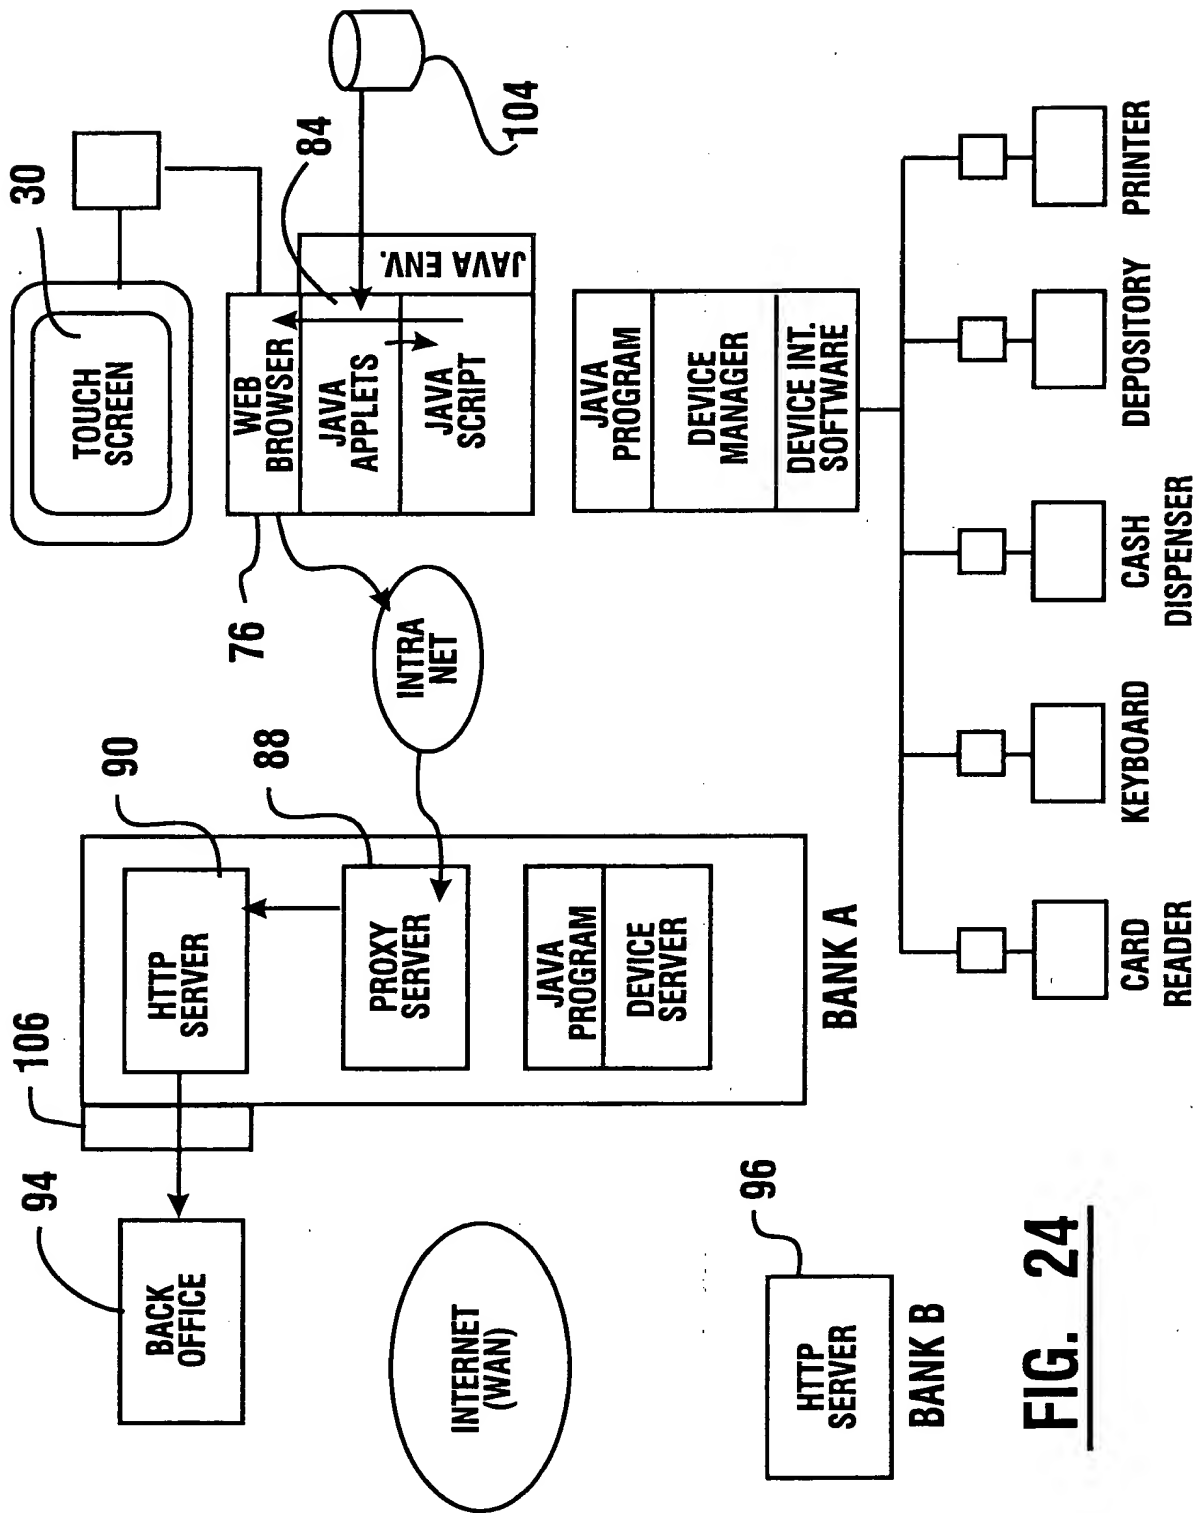 94
106
90
30
BACK
OFFICE
HTTP
SERVER
TOUCH
SCREEN
88
76
84
INTERNET
(WAN)
PROXY
SERVER
INTRA
NET
WEB
BROWSER
JAVA
APPLETS
JAVA
SCRIPT
JAVA ENV.
104
JAVA
PROGRAM
DEVICE
SERVER
JAVA
PROGRAM
DEVICE
MANAGER
DEVICE INT.
SOFTWARE
96
HTTP
SERVER
BANK B
BANK A
CARD
READER
KEYBOARD
CASH
DISPENSER
DEPOSITORY
PRINTER
FIG. 24